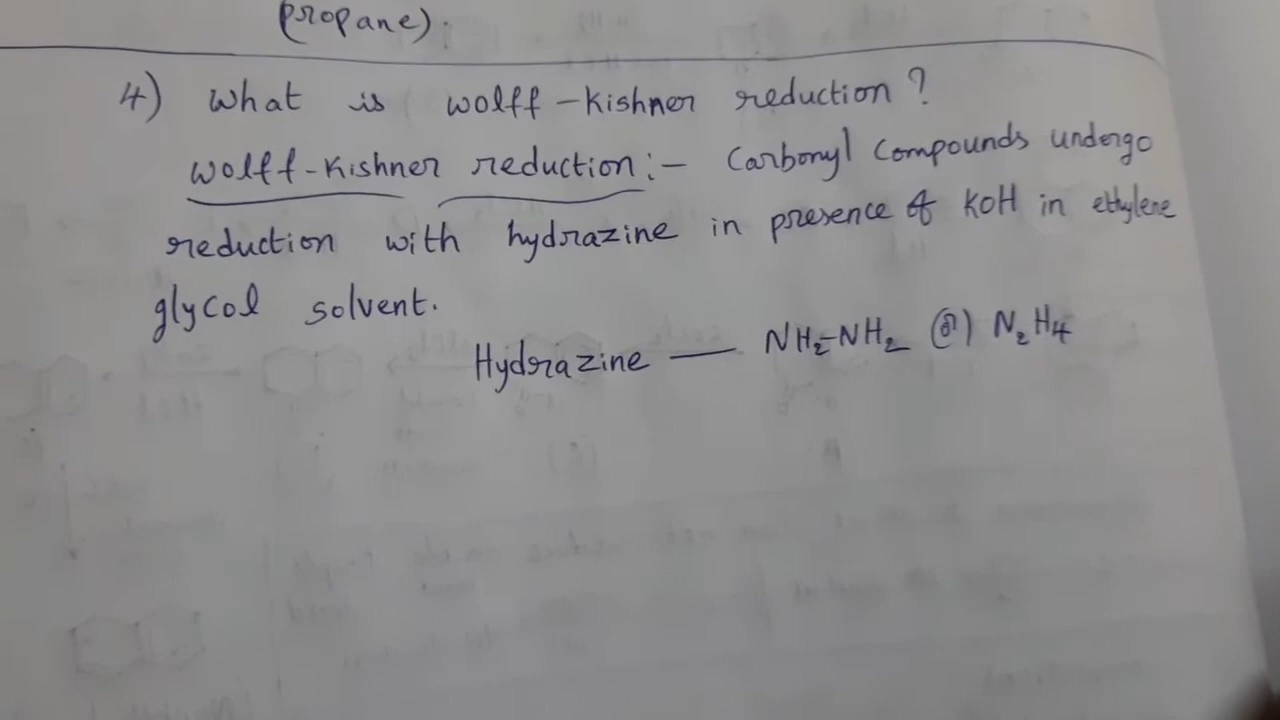 (propane).
4) What is wolff-Kishner reduction?
wolff-Kishner reduction:- Carbonyl compounds undergo
reduction with hydrazine in presence of KOH in ethylene
glycol solvent.
Hydrazine — NH₂-NH₂ (or) N₂H₄